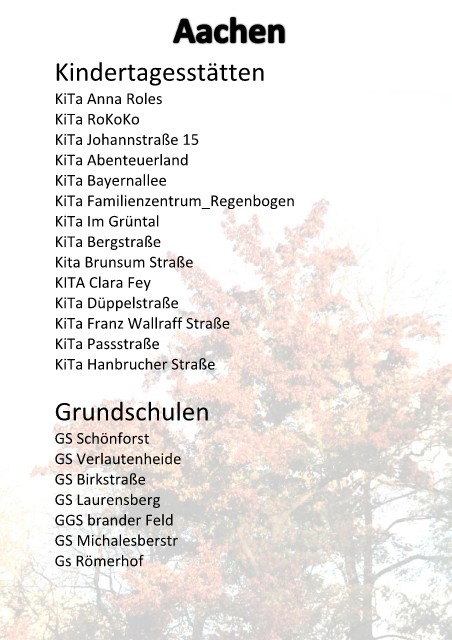 Aachen
Kindertagesstätten
KiTa Anna Roles
KiTa RoKoKo
KiTa Johannstraße 15
KiTa Abenteuerland
KiTa Bayernallee
KiTa Familienzentrum_Regenbogen
KiTa Im Grüntal
KiTa Bergstraße
Kita Brunsum Straße
KITA Clara Fey
KiTa Düppelstraße
KiTa Franz Wallraff Straße
KiTa Passstraße
KiTa Hanbrucher Straße
Grundschulen
GS Schönforst
GS Verlautenheide
GS Birkstraße
GS Laurensberg
GGS brander Feld
GS Michalesberstr
Gs Römerhof